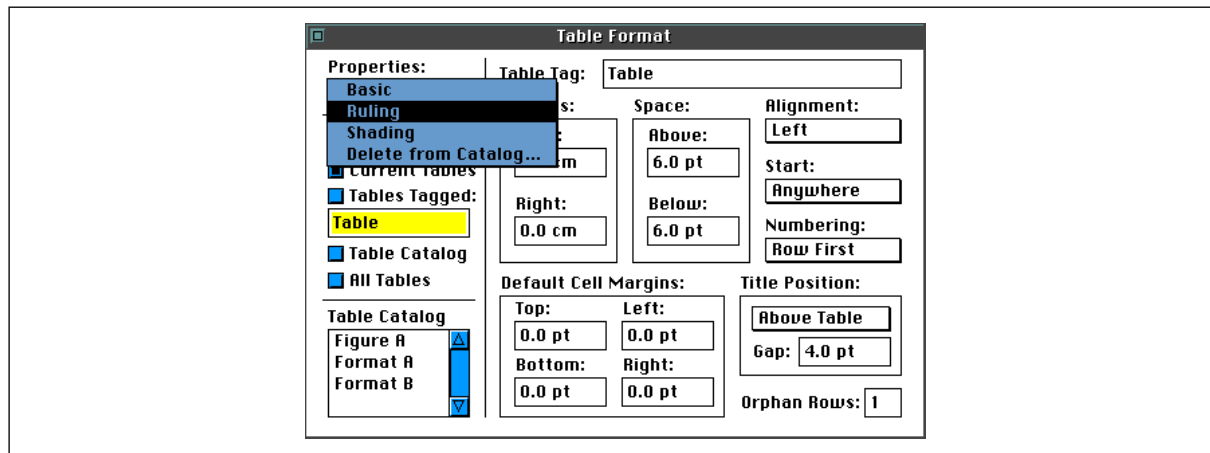 Table Format
Properties:
Basic
Ruling
Shading
Delete from Catalog...
Current Tables
Tables Tagged:
Table
Table Catalog
All Tables
Table Catalog
Figure A
Format A
Format B
Table Tag: Table
s:
:
cm
Right:
0.0 cm
Space:
Above:
6.0 pt
Below:
6.0 pt
Alignment:
Left
Start:
Anywhere
Numbering:
Row First
Default Cell Margins:
Top: Left:
0.0 pt 0.0 pt
Bottom: Right:
0.0 pt 0.0 pt
Title Position:
Above Table
Gap: 4.0 pt
Orphan Rows: 1